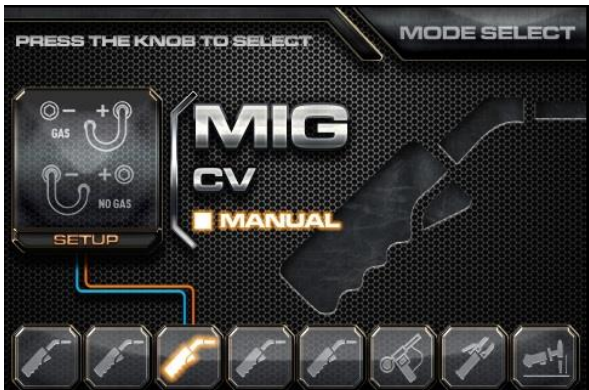 PRESS THE KNOB TO SELECT
MODE SELECT
GAS
NO GAS
SETUP
MIG
CV
MANUAL